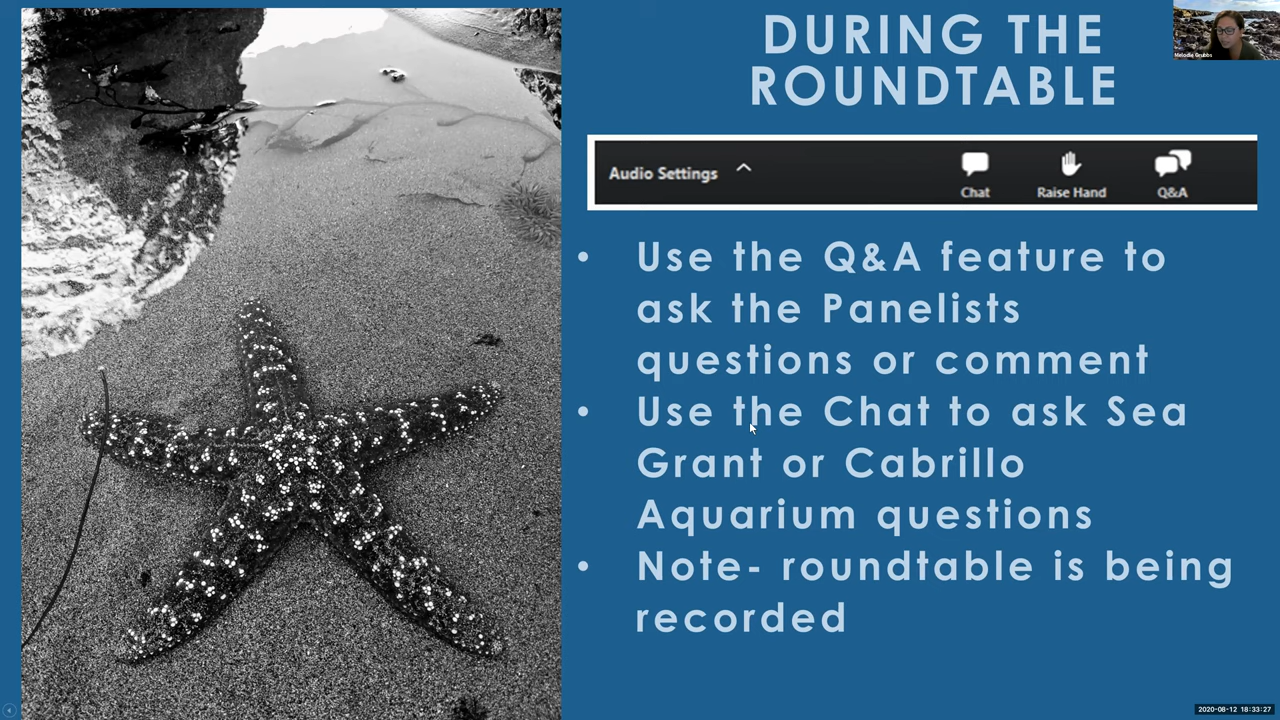 DURING THE
ROUNDTABLE
Melodie Grubbs
Audio Settings
Chat
Raise Hand
Q&A
• Use the Q&A feature to
ask the Panelists
questions or comment
• Use the Chat to ask Sea
Grant or Cabrillo
Aquarium questions
• Note- roundtable is being
recorded
2020-08-12 18:33:27